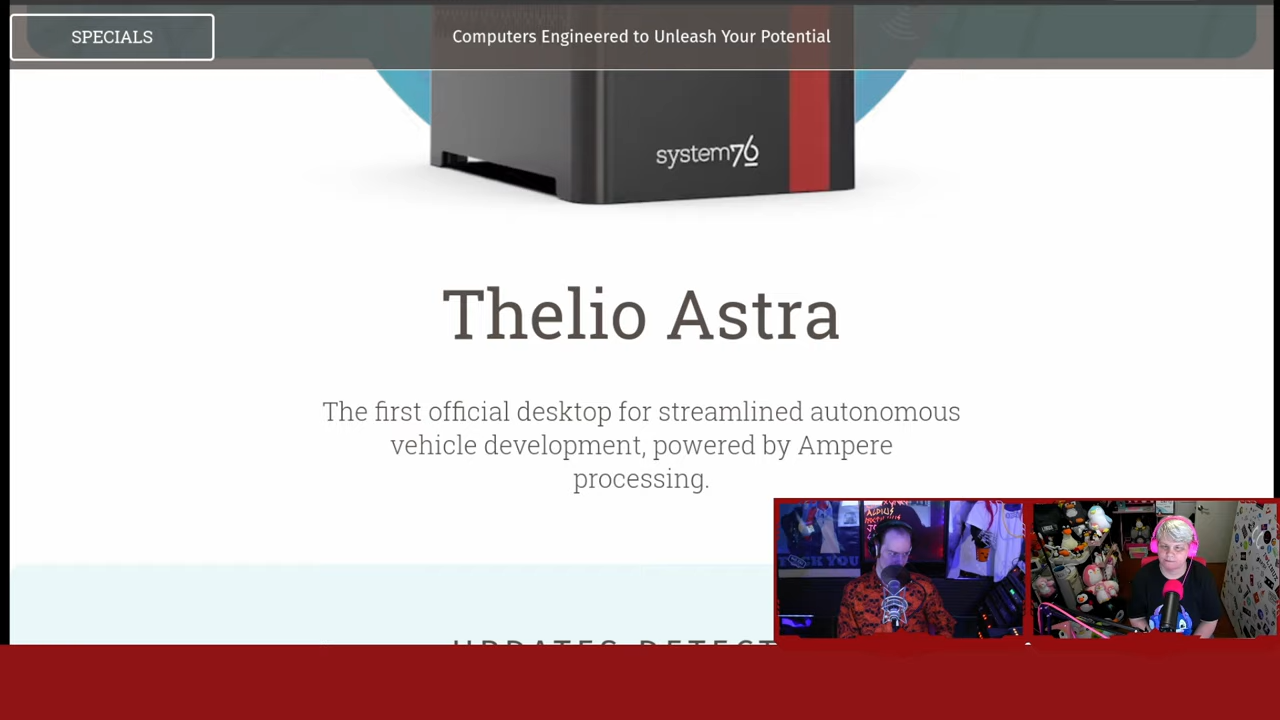 SPECIALS
Computers Engineered to Unleash Your Potential
system76
Thelio Astra
The first official desktop for streamlined autonomous
vehicle development, powered by Ampere
processing.